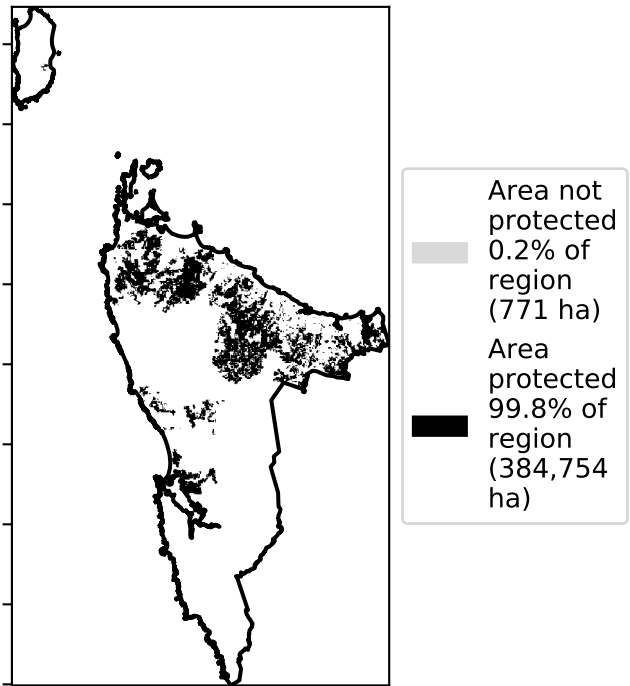 Area not
protected
0.2% of
region
(771 ha)
Area
protected
99.8% of
region
(384,754
ha)